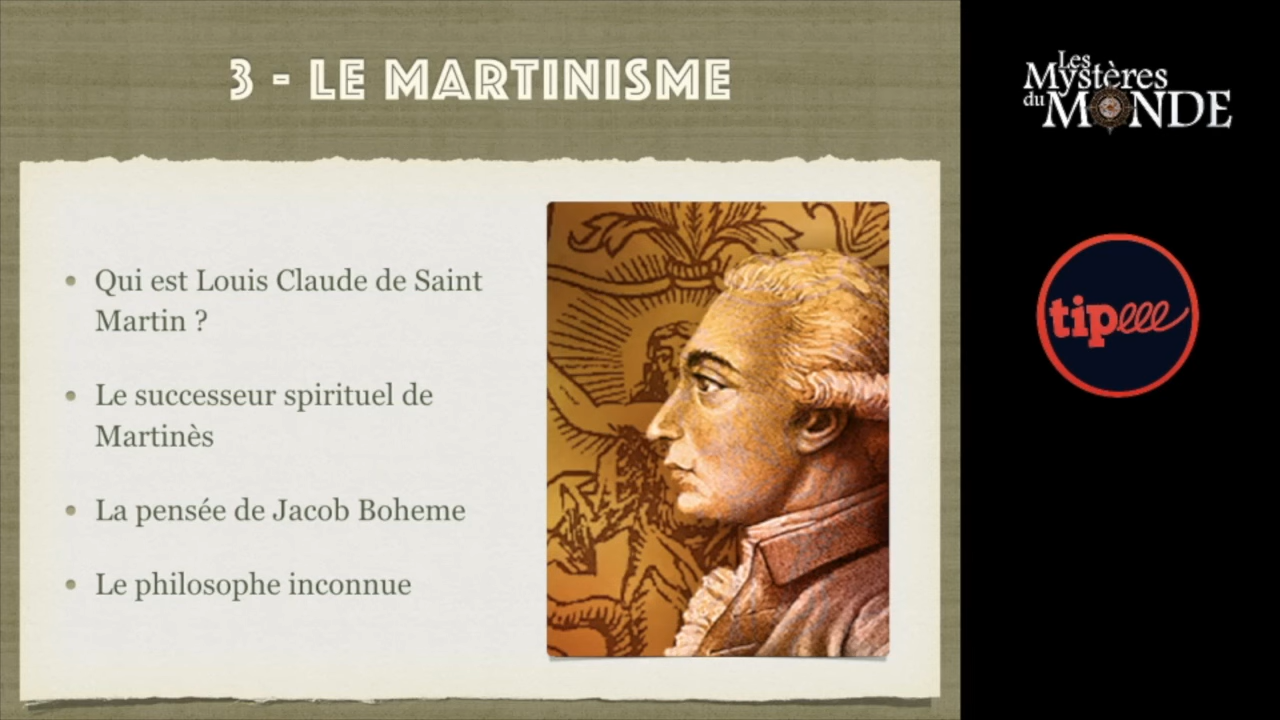 3 - LE MARTINISME
Qui est Louis Claude de Saint
Martin ?
Le successeur spirituel de
Martinès
La pensée de Jacob Boheme
Le philosophe inconnue
Les
Mystères
du MONDE
tipeee